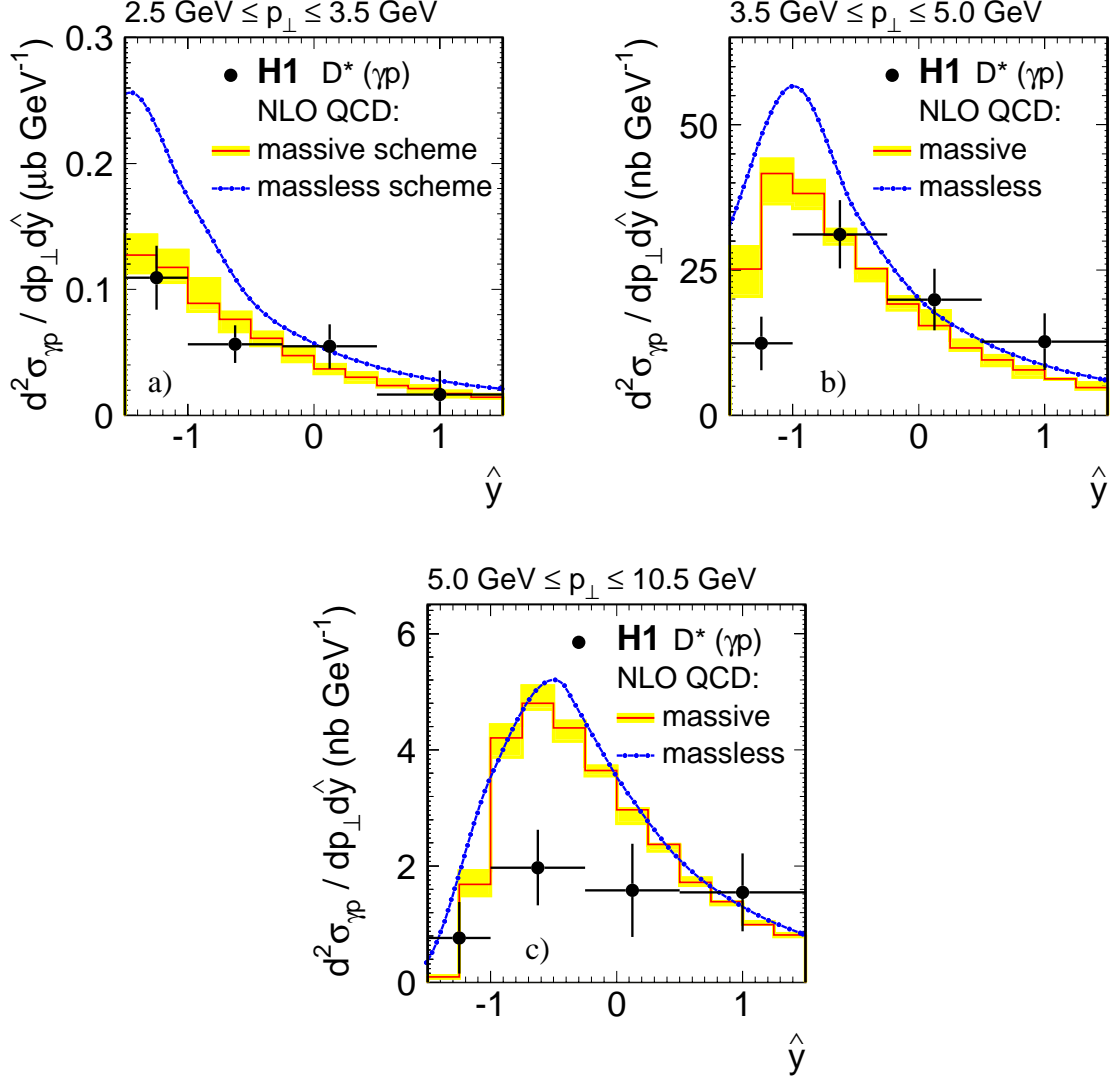 2.5 GeV ≤ p⊥ ≤ 3.5 GeV
d²σγp / dp⊥dŷ (µb GeV⁻¹)
0.3
0.2
0.1
0
H1 D* (γp)
NLO QCD:
massive scheme
massless scheme
a)
-1 0 1
ŷ
3.5 GeV ≤ p⊥ ≤ 5.0 GeV
d²σγp / dp⊥dŷ (nb GeV⁻¹)
50
25
0
H1 D* (γp)
NLO QCD:
massive
massless
b)
-1 0 1
ŷ
5.0 GeV ≤ p⊥ ≤ 10.5 GeV
d²σγp / dp⊥dŷ (nb GeV⁻¹)
6
4
2
0
H1 D* (γp)
NLO QCD:
massive
massless
c)
-1 0 1
ŷ